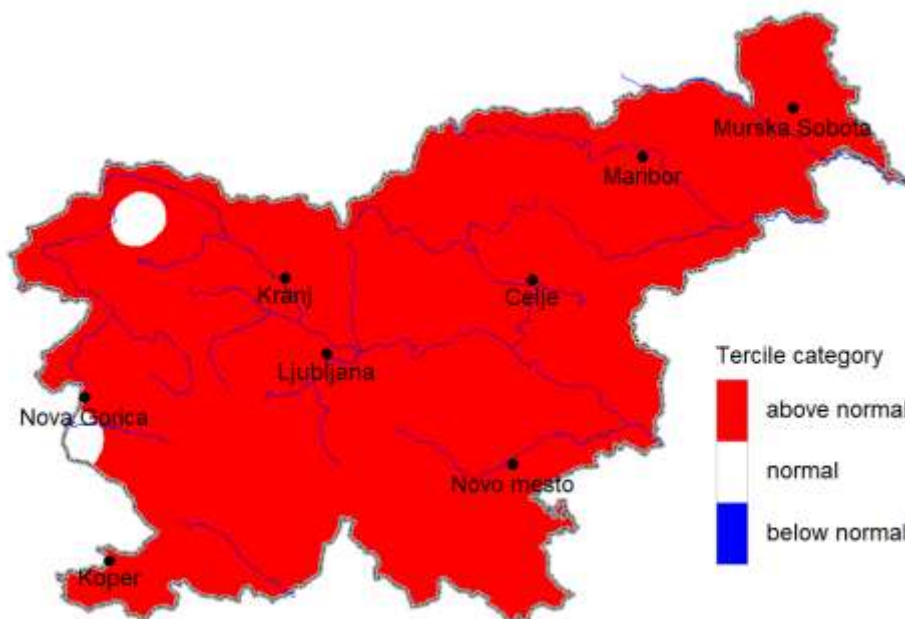 Murska Sobota
Maribor
Kranj
Celje
Ljubljana
Nova Gorica
Novo mesto
Koper
Tercile category
above normal
normal
below normal